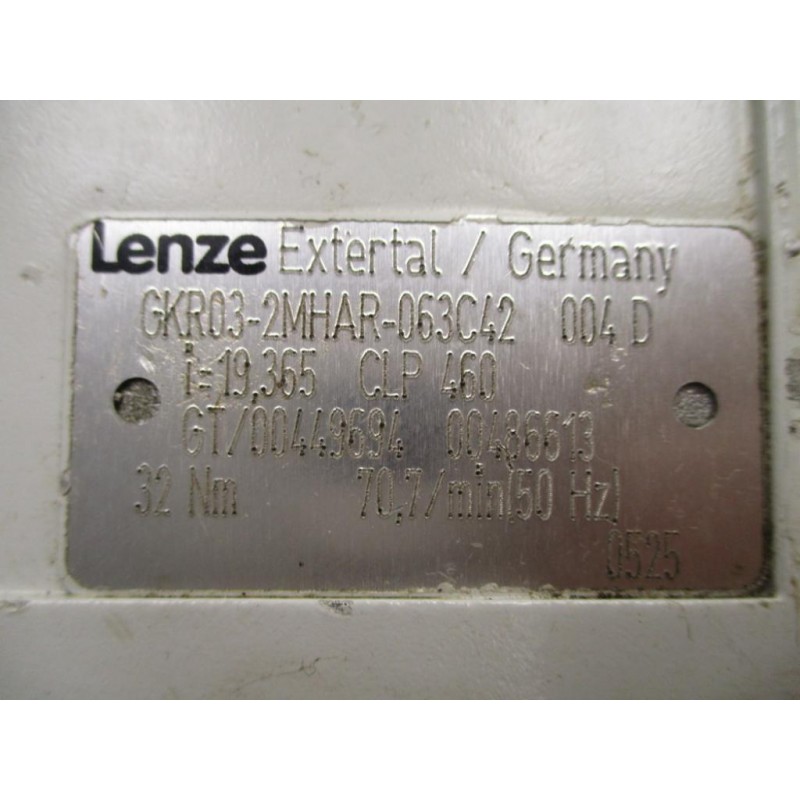 Lenze Extertal / Germany
GKR03-2MHAR-063C42 004 D
i=19,365 CLP 460
GT/00449694 00486613
32 Nm 70,7/min(50 Hz)
0525